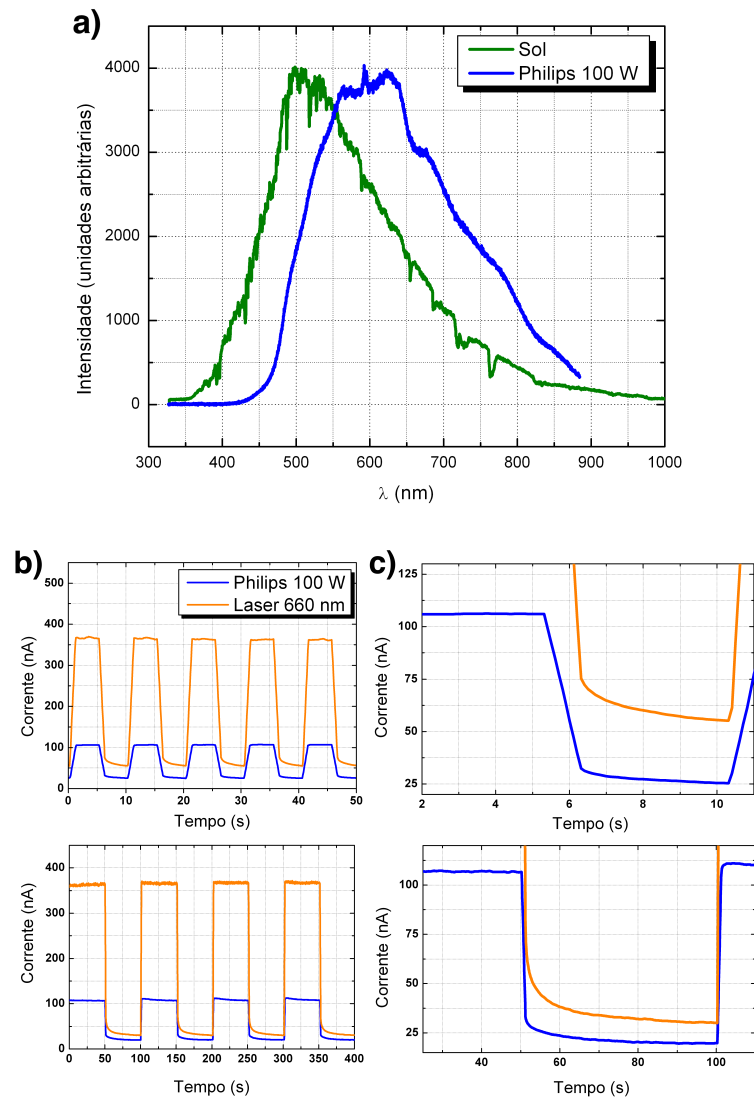 a)
Sol
Philips 100 W
Intensidade (unidades arbitrárias)
4000
3000
2000
1000
0
300 400 500 600 700 800 900 1000
λ (nm)
b)
Philips 100 W
Laser 660 nm
Corrente (nA)
500
400
350
300
200
100
0
0 10 20 30 40 50
Tempo (s)
c)
Corrente (nA)
125
100
75
50
25
2 4 6 8 10
Tempo (s)
Corrente (nA)
400
350
300
200
100
0
0 50 100 150 200 250 300 350 400
Tempo (s)
Corrente (nA)
100
75
50
25
40 60 80 100
Tempo (s)